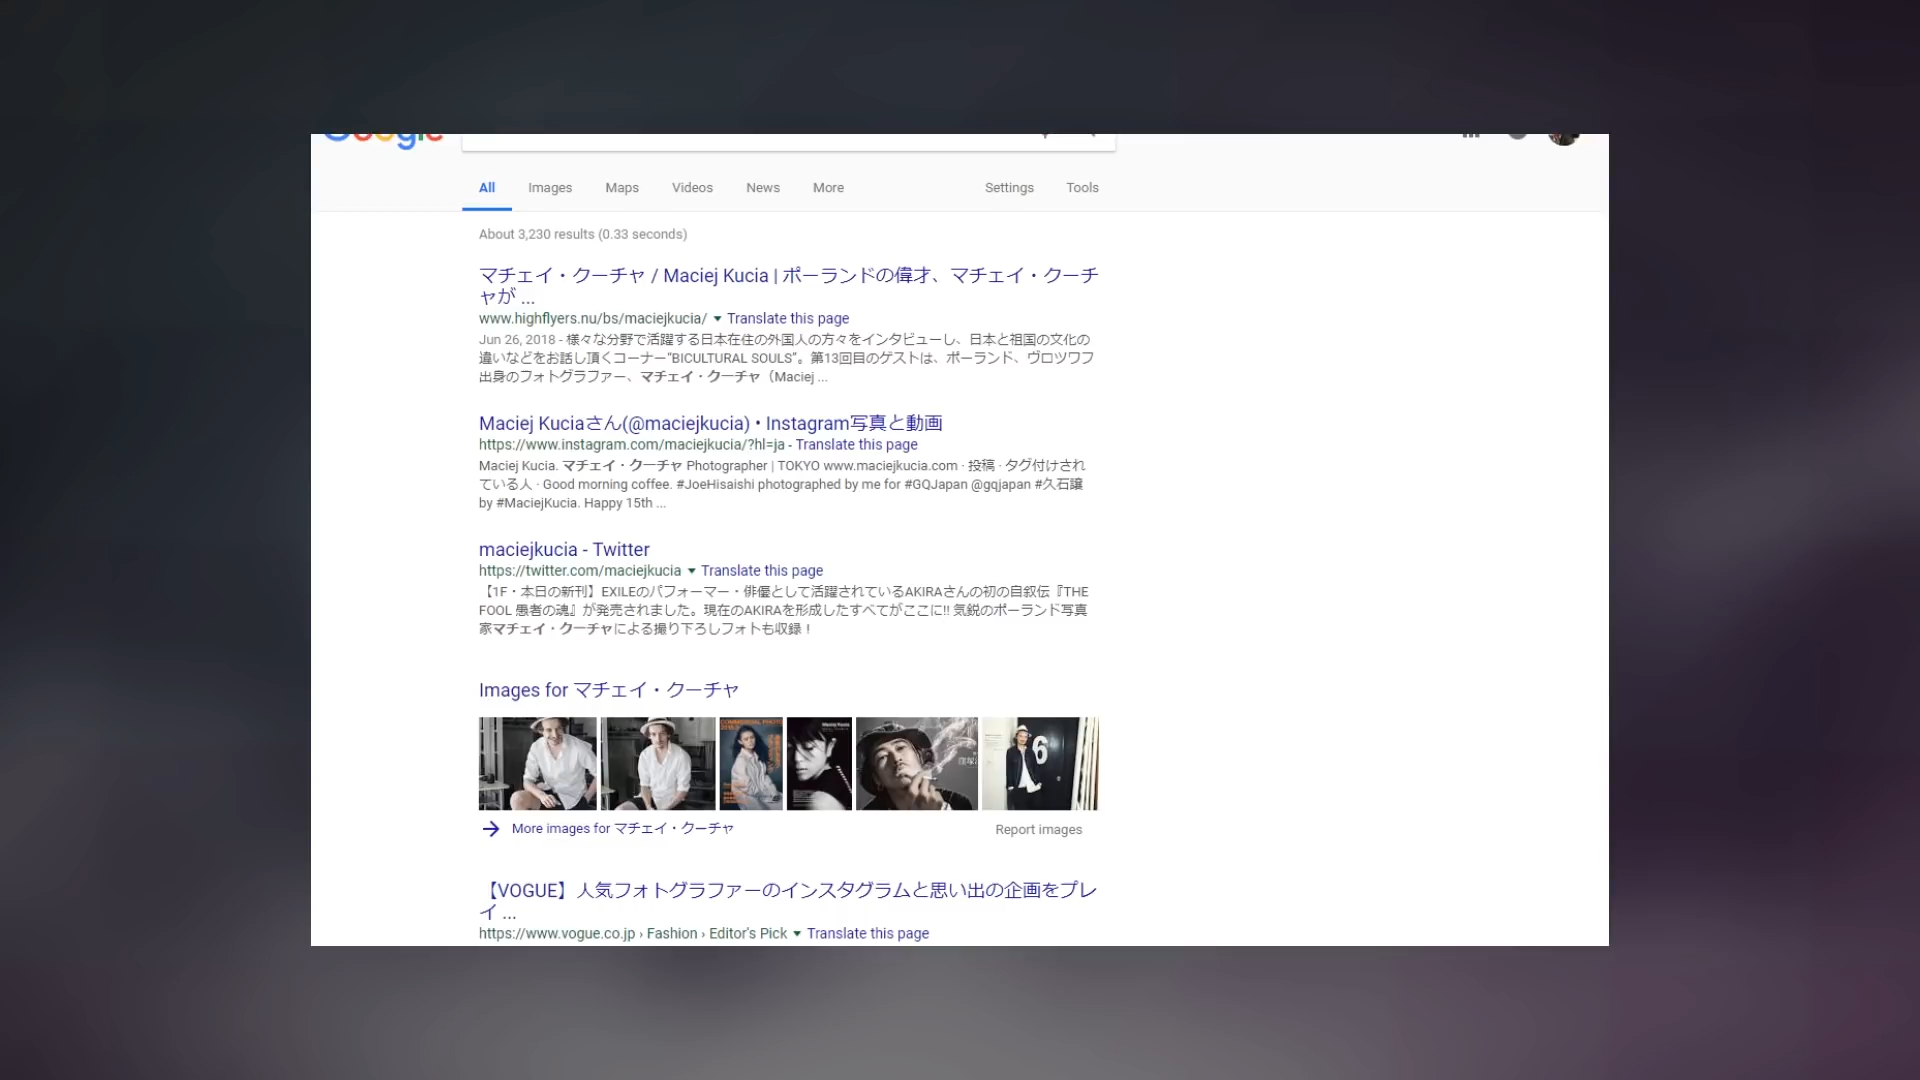 Google
All Images Maps Videos News More Settings Tools
About 3,230 results (0.33 seconds)
マチェイ・クーチャ / Maciej Kucia | ポーランドの偉才、マチェイ・クーチ
ャが ...
www.highflyers.nu/bs/maciejkucia/ Translate this page
Jun 26, 2018 - 様々な分野で活躍する日本在住の外国人の方々をインタビューし、日本と祖国の文化の
違いなどをお話し頂くコーナー“BICULTURAL SOULS”。第13回目のゲストは、ポーランド、ヴロツワフ
出身のフォトグラファー、マチェイ・クーチャ（Maciej ...
Maciej Kuciaさん(@maciejkucia) • Instagram写真と動画
https://www.instagram.com/maciejkucia/?hl=ja - Translate this page
Maciej Kucia. マチェイ・クーチャ Photographer | TOKYO www.maciejkucia.com · 投稿 · タグ付けされ
ている人 · Good morning coffee. #JoeHisaishi photographed by me for #GQJapan @gqjapan #久石譲
by #MaciejKucia. Happy 15th ...
maciejkucia - Twitter
https://twitter.com/maciejkucia Translate this page
【1F・本日の新刊】EXILEのパフォーマー・俳優として活躍されているAKIRAさんの初の自叙伝『THE
FOOL 愚者の魂』が発売されました。現在のAKIRAを形成したすべてがここに!! 気鋭のポーランド写真
家マチェイ・クーチャによる撮り下ろしフォトも収録！
Images for マチェイ・クーチャ
6
More images for マチェイ・クーチャ Report images
【VOGUE】人気フォトグラファーのインスタグラムと思い出の企画をプレ
イ ...
https://www.vogue.co.jp › Fashion › Editor's Pick Translate this page